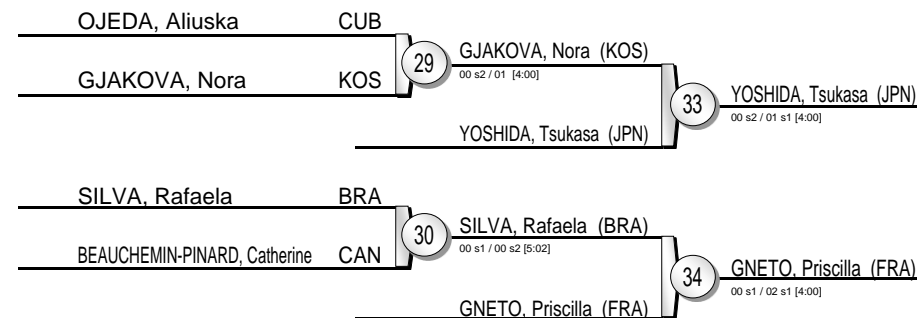 OJEDA, Aliuska CUB
29
GJAKOVA, Nora (KOS)
00 s2 / 01 [4:00]
GJAKOVA, Nora KOS
33
YOSHIDA, Tsukasa (JPN)
00 s2 / 01 s1 [4:00]
YOSHIDA, Tsukasa (JPN)
SILVA, Rafaela BRA
30
SILVA, Rafaela (BRA)
00 s1 / 00 s2 [5:02]
BEAUCHEMIN-PINARD, Catherine CAN
34
GNETO, Priscilla (FRA)
00 s1 / 02 s1 [4:00]
GNETO, Priscilla (FRA)